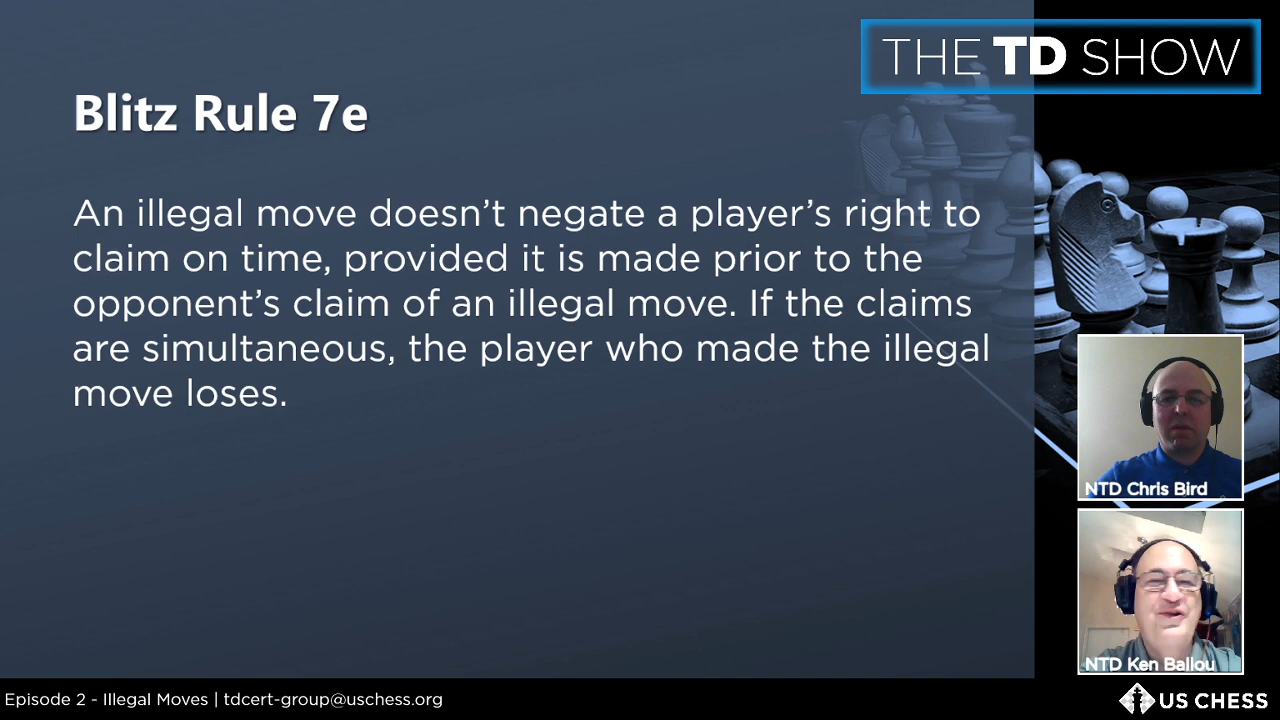 THE TD SHOW
Blitz Rule 7e
An illegal move doesn't negate a player's right to
claim on time, provided it is made prior to the
opponent's claim of an illegal move. If the claims
are simultaneous, the player who made the illegal
move loses.
NTD Chris Bird
NTD Ken Ballou
Episode 2 - Illegal Moves | tdcert-group@uschess.org
US CHESS